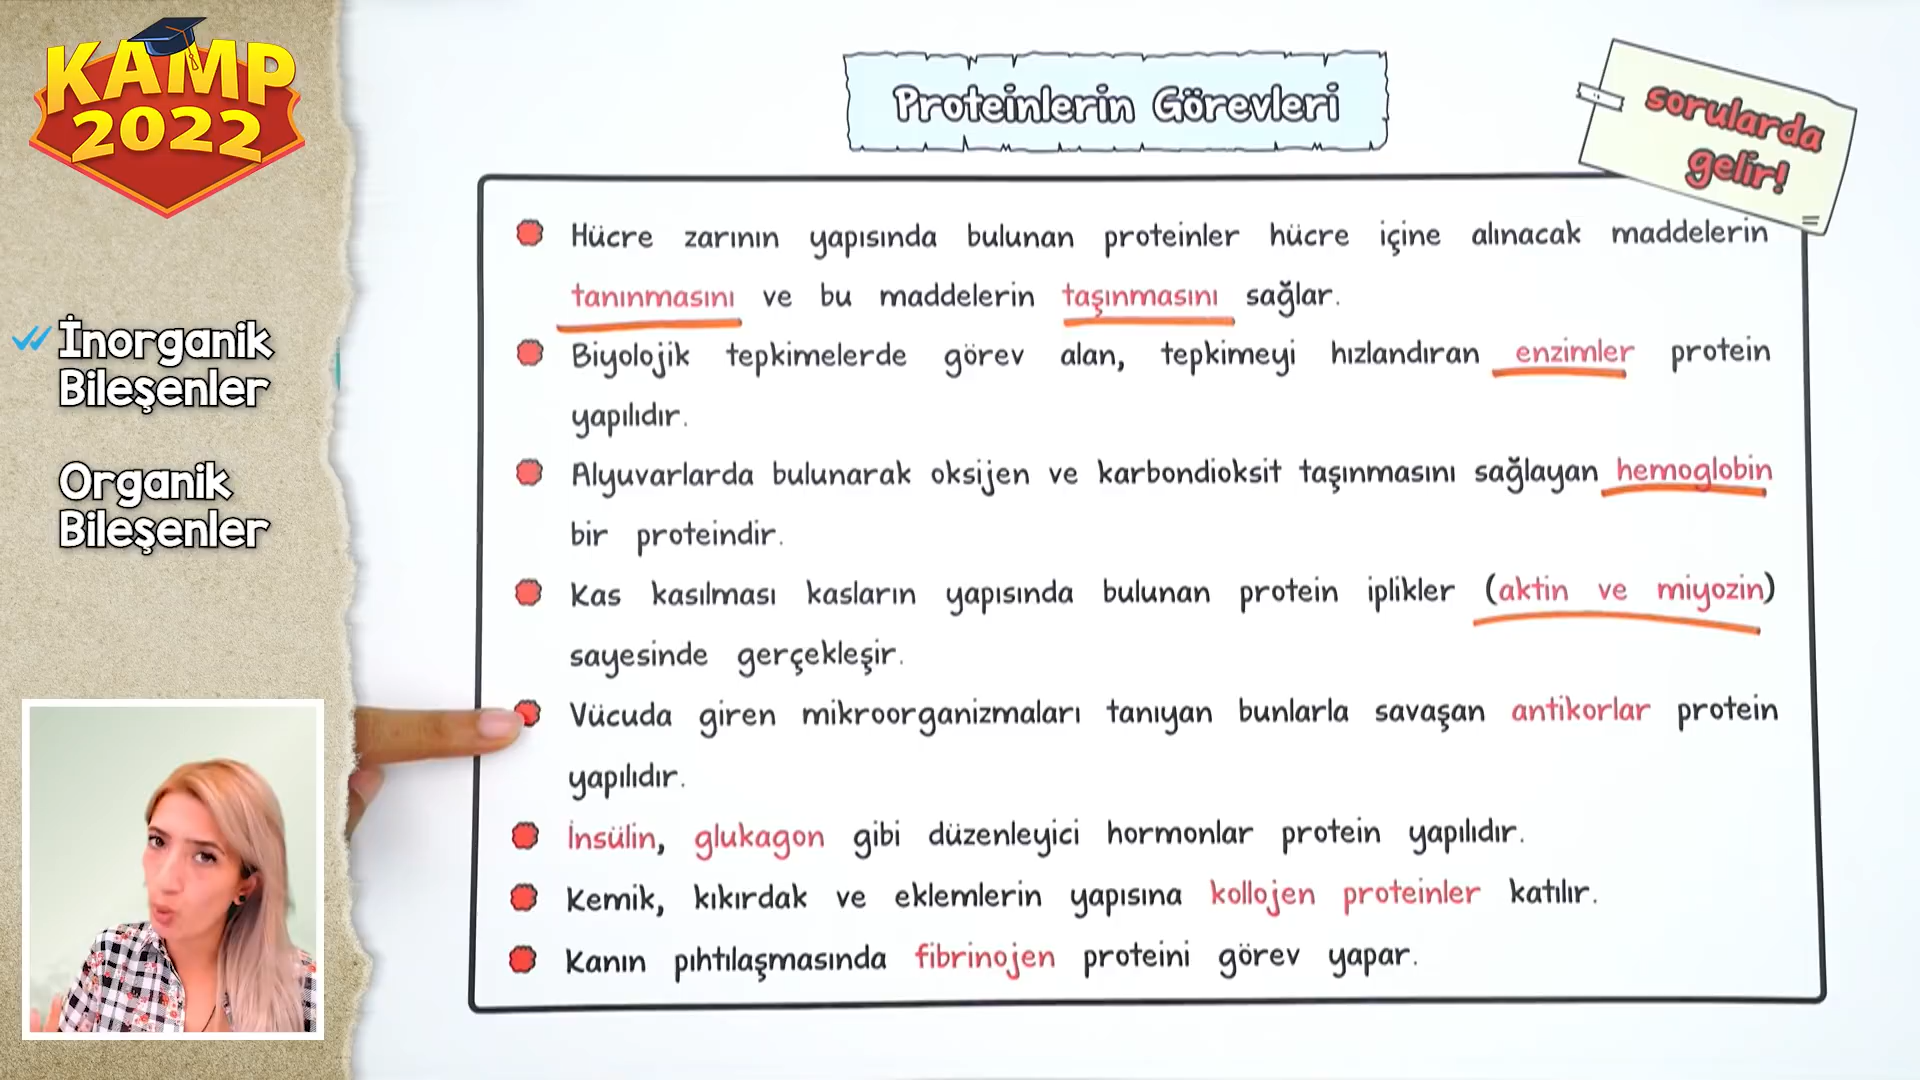 KAMP
2022
İnorganik
Bileşenler
Organik
Bileşenler
Proteinlerin Görevleri
sorularda
gelir!
Hücre zarının yapısında bulunan proteinler hücre içine alınacak maddelerin
tanınmasını ve bu maddelerin taşınmasını sağlar.
Biyolojik tepkimelerde görev alan, tepkimeyi hızlandıran enzimler protein
yapılıdır.
Alyuvarlarda bulunarak oksijen ve karbondioksit taşınmasını sağlayan hemoglobin
bir proteindir.
Kas kasılması kasların yapısında bulunan protein iplikler (aktin ve miyozin)
sayesinde gerçekleşir.
Vücuda giren mikroorganizmaları tanıyan bunlarla savaşan antikorlar protein
yapılıdır.
İnsülin, glukagon gibi düzenleyici hormonlar protein yapılıdır.
Kemik, kıkırdak ve eklemlerin yapısına kollojen proteinler katılır.
Kanın pıhtılaşmasında fibrinojen proteini görev yapar.